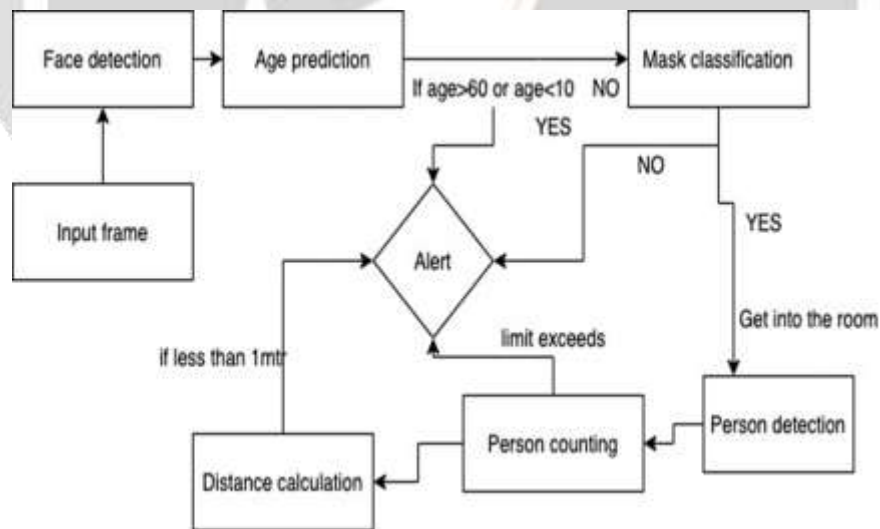 Face detection
Age prediction
Mask classification
If age>60 or age<10
NO
YES
NO
Input frame
YES
Alert
Get into the room
limit exceeds
if less than 1mtr
Person detection
Person counting
Distance calculation